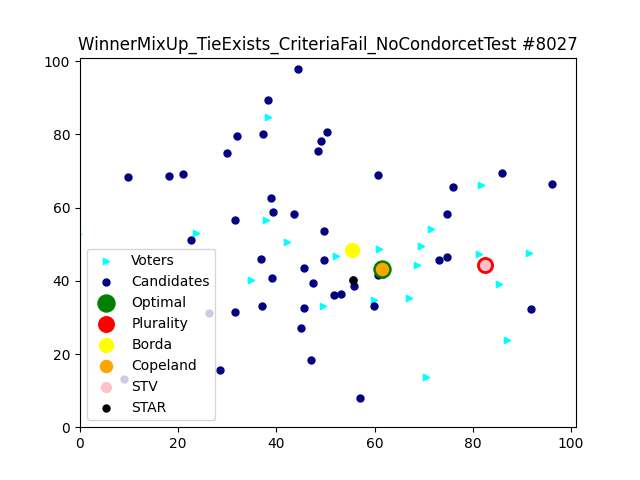 WinnerMixUp_TieExists_CriteriaFail_NoCondorcetTest #8027
100
80
60
40
20
0
Voters
Candidates
Optimal
Plurality
Borda
Copeland
STV
STAR
0 20 40 60 80 100